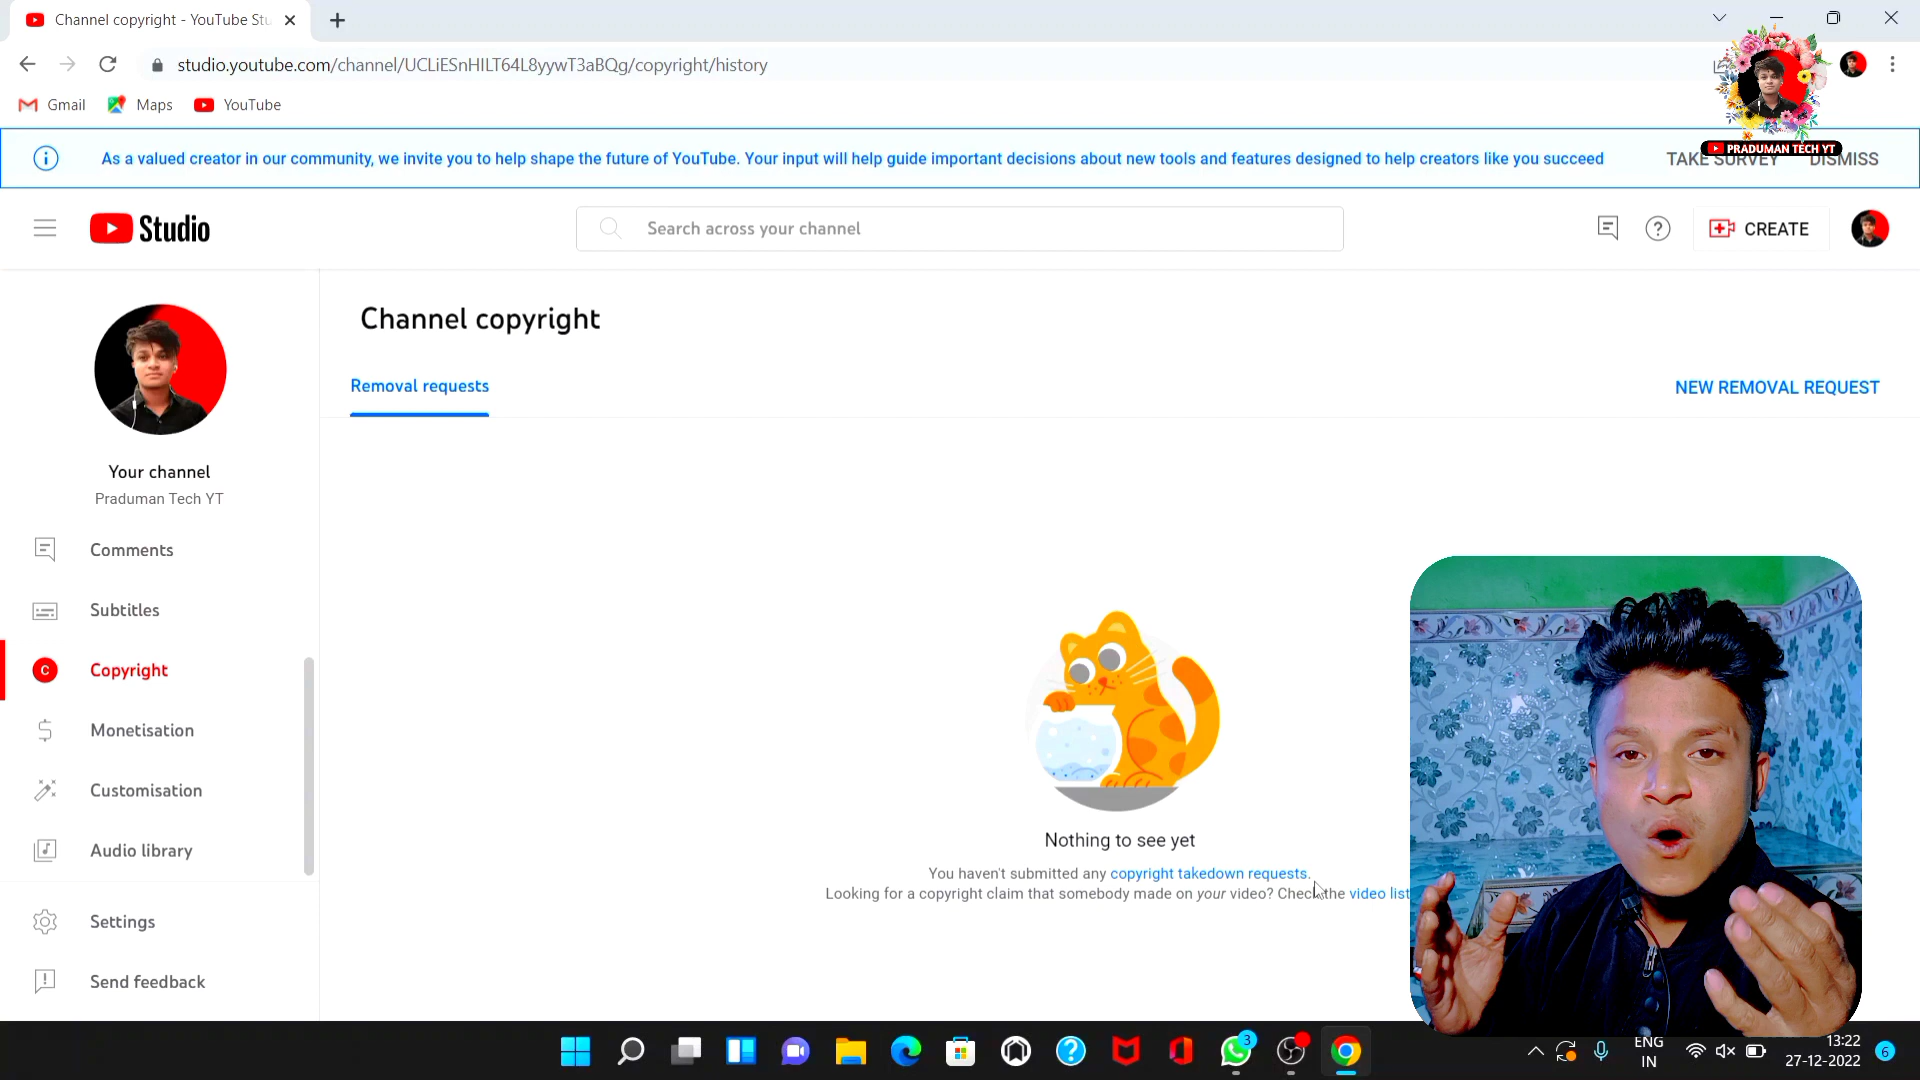 Channel copyright - YouTube Stu
studio.youtube.com/channel/UCLiESnHILT64L8yywT3aBQg/copyright/history
Gmail
Maps
YouTube
As a valued creator in our community, we invite you to help shape the future of YouTube. Your input will help guide important decisions about new tools and features designed to help creators like you succeed
TAKE SURVEY
DISMISS
PRADUMAN TECH YT
Studio
Search across your channel
CREATE
Your channel
Praduman Tech YT
Comments
Subtitles
C
Copyright
Monetisation
Customisation
Audio library
Settings
Send feedback
Channel copyright
Removal requests
NEW REMOVAL REQUEST
Nothing to see yet
You haven't submitted any copyright takedown requests.
Looking for a copyright claim that somebody made on your video? Check the video list
3
ENG
IN
13:22
27-12-2022
6